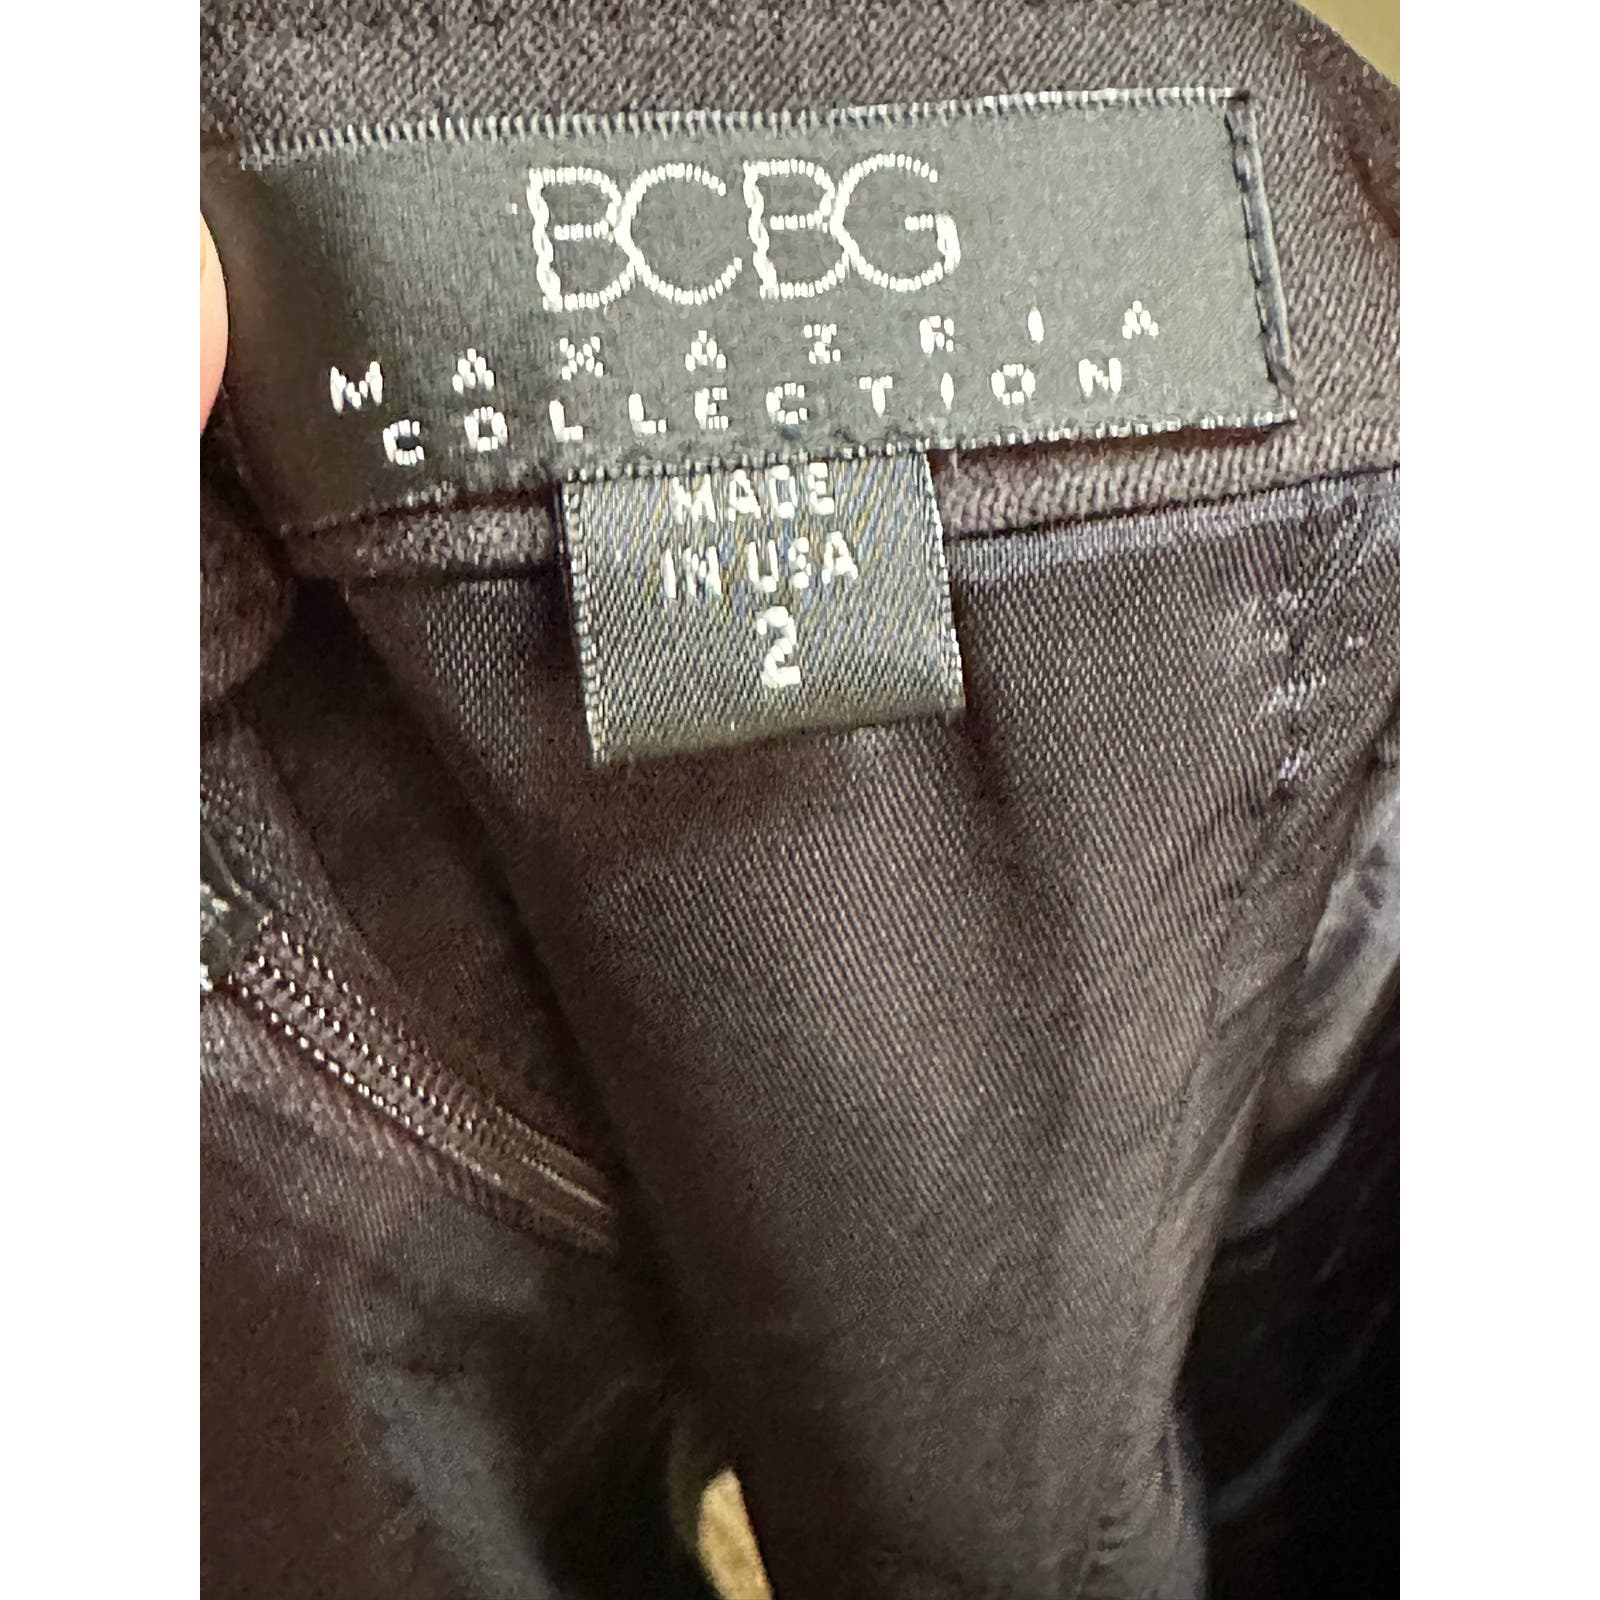 BCBG
MAXAZRIA
COLLECTION
MADE
IN USA
2